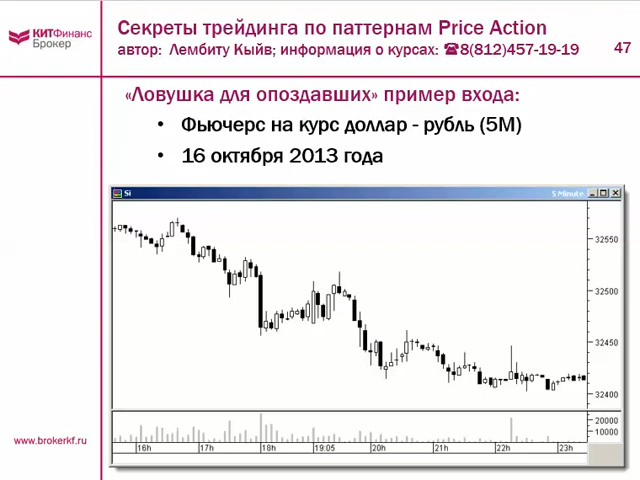 КИТФинанс
Брокер
Секреты трейдинга по паттернам Price Action
автор: Лембиту Кыйв; информация о курсах: ☎8(812)457-19-19
47
«Ловушка для опоздавших» пример входа:
• Фьючерс на курс доллар - рубль (5М)
• 16 октября 2013 года
Si
5 Minute
32550
32500
32450
32400
20000
10000
16h 17h 18h 19:05 20h 21h 22h 23h
www.brokerkf.ru